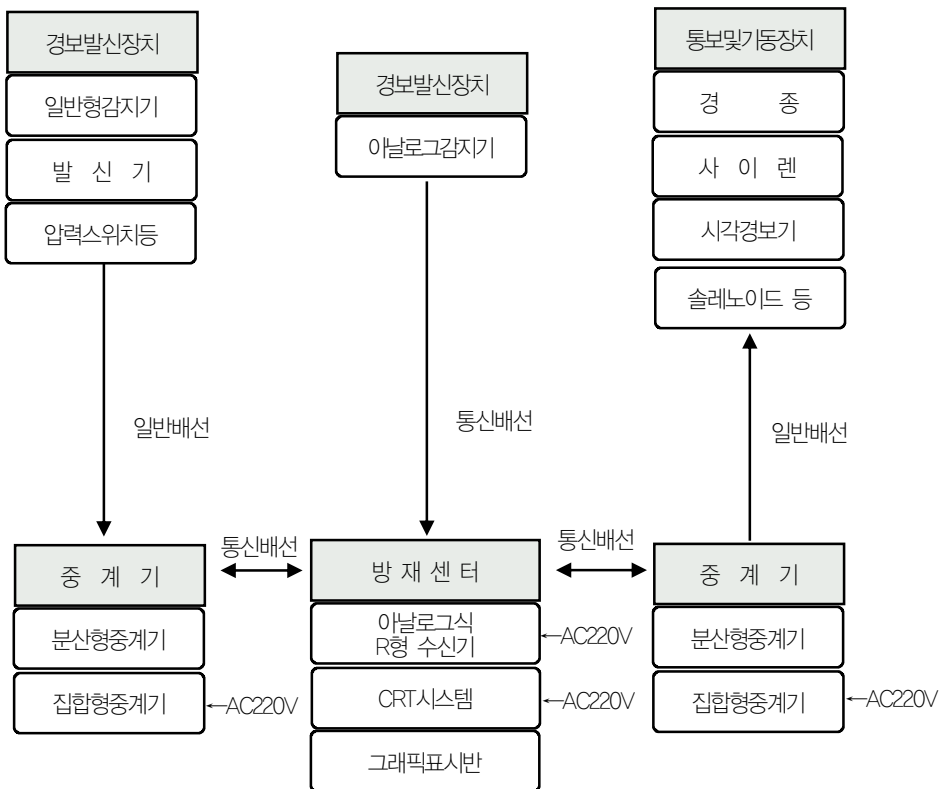 경보발신장치
일반형감지기
발 신 기
압력스위치등
경보발신장치
아날로그감지기
통보및기동장치
경 종
사 이 렌
시각경보기
솔레노이드 등
일반배선
통신배선
일반배선
중 계 기
분산형중계기
집합형중계기
←AC220V
통신배선
방 재 센 터
아날로그식
R형 수신기
←AC220V
CRT시스템
←AC220V
그래픽표시반
통신배선
중 계 기
분산형중계기
집합형중계기
←AC220V